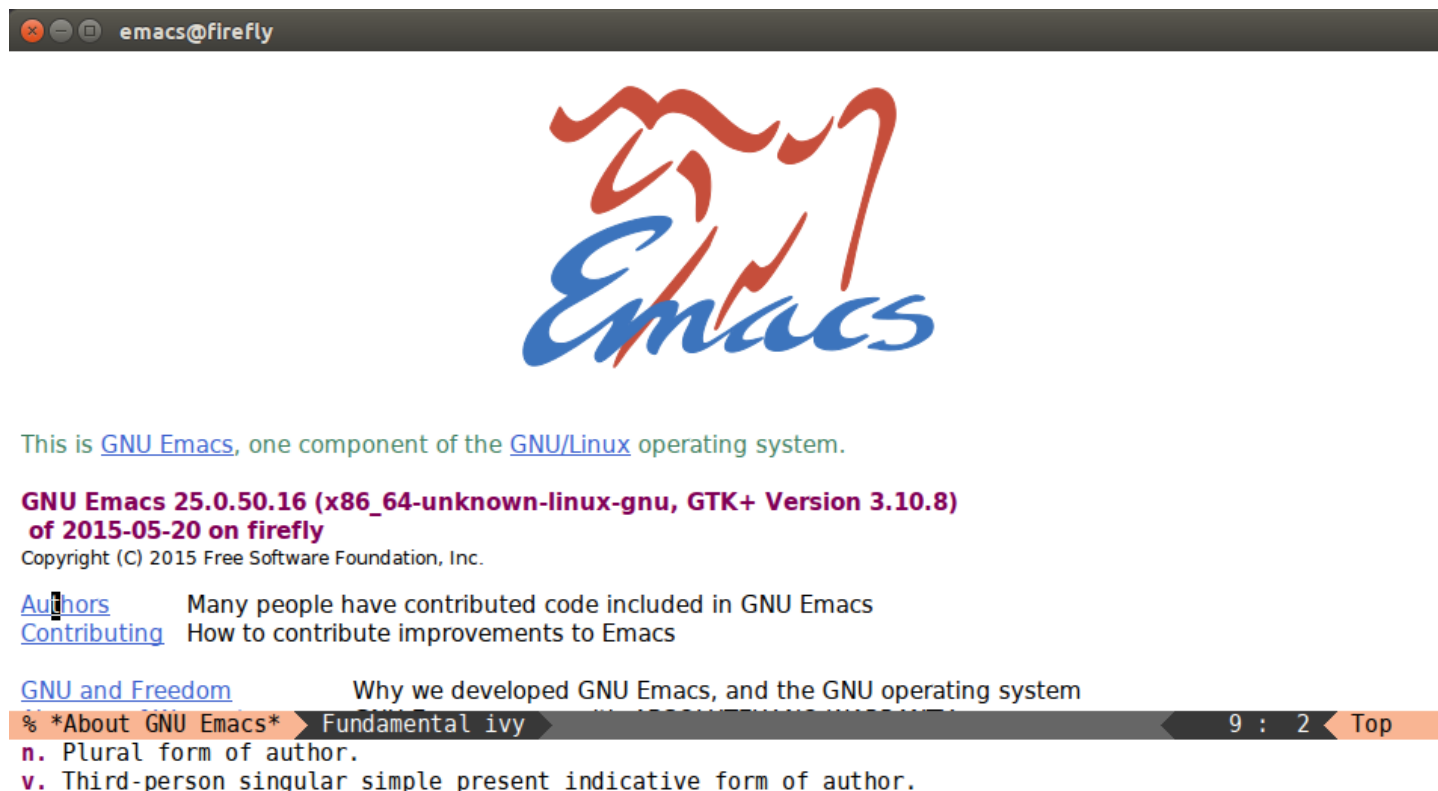 emacs@firefly
Emacs
This is GNU Emacs, one component of the GNU/Linux operating system.
GNU Emacs 25.0.50.16 (x86_64-unknown-linux-gnu, GTK+ Version 3.10.8)
of 2015-05-20 on firefly
Copyright (C) 2015 Free Software Foundation, Inc.
Authors Many people have contributed code included in GNU Emacs
Contributing How to contribute improvements to Emacs
GNU and Freedom Why we developed GNU Emacs, and the GNU operating system
% *About GNU Emacs* Fundamental ivy 9 : 2 Top
n. Plural form of author.
v. Third-person singular simple present indicative form of author.